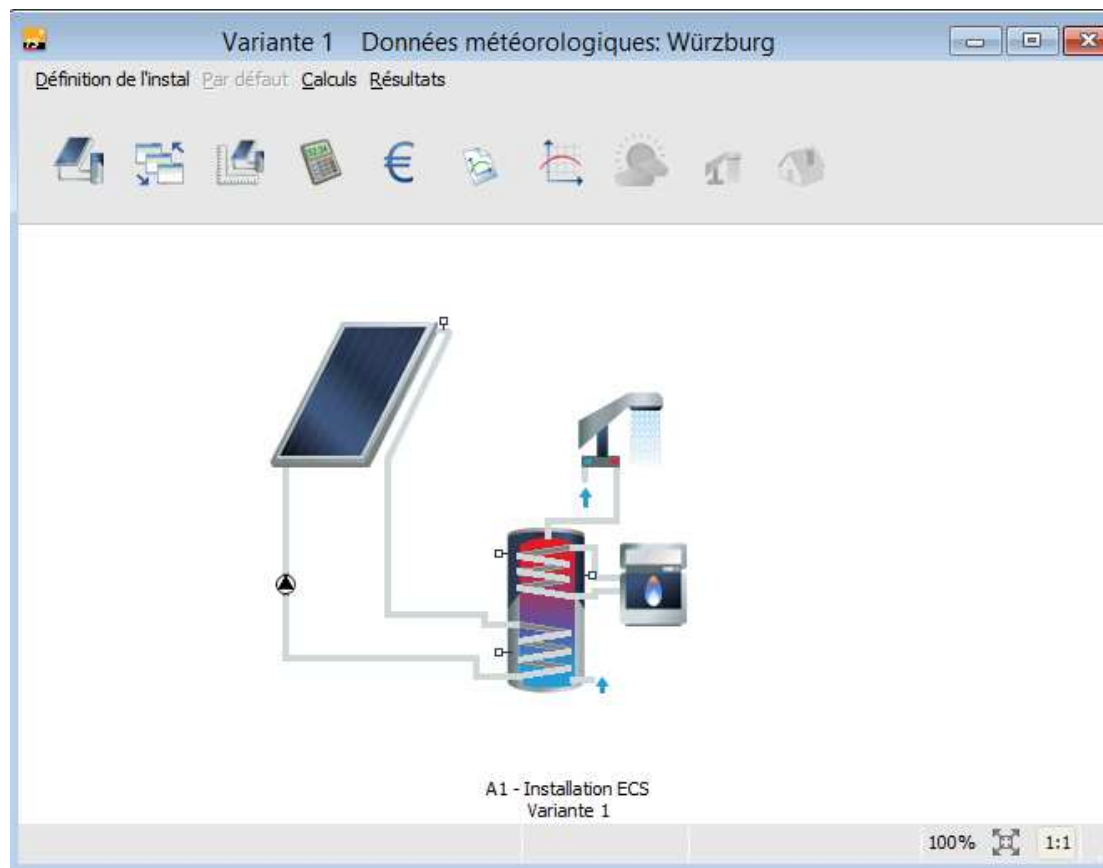 Variante 1 Données météorologiques: Würzburg
Définition de l'instal Par défaut Calculs Résultats
A1 - Installation ECS
Variante 1
100% 1:1